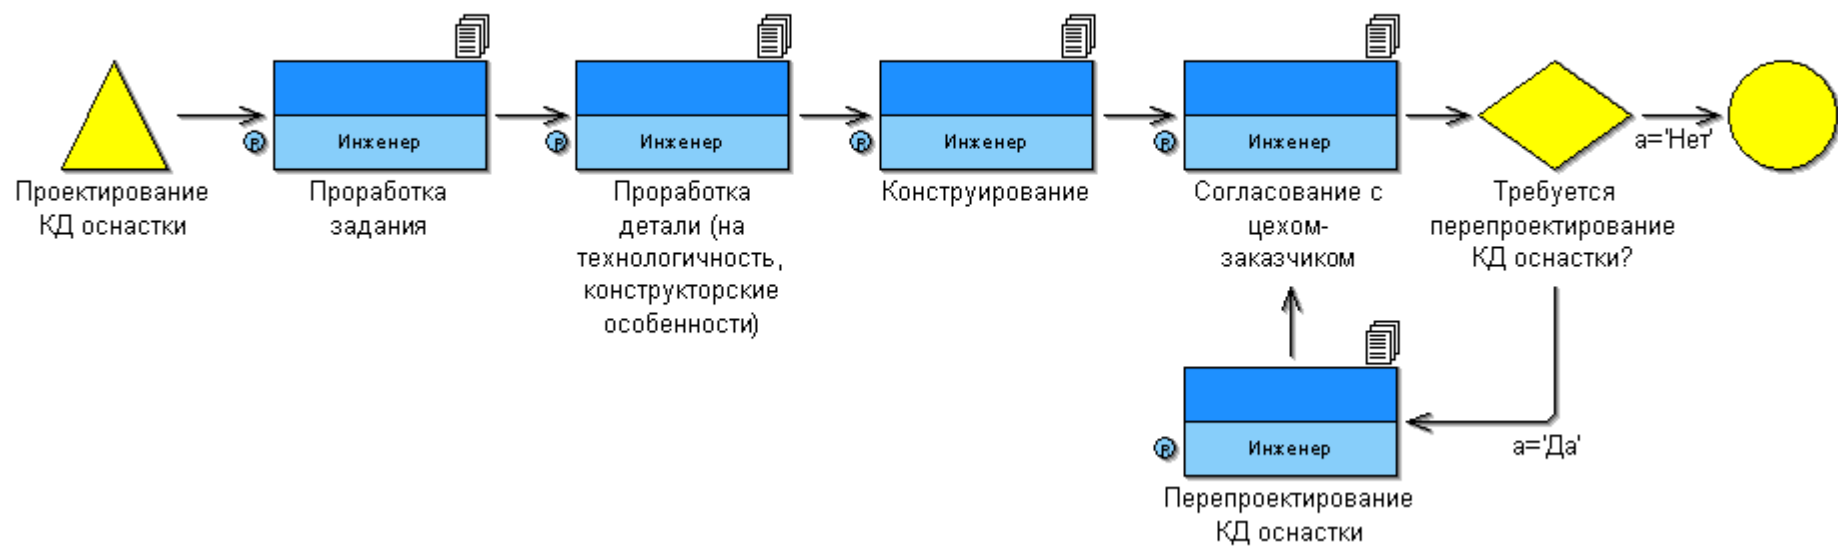 Инженер
Инженер
Инженер
Инженер
a='Нет'
Проектирование
КД оснастки
Проработка
задания
Проработка
детали (на
технологичность,
конструкторские
особенности)
Конструирование
Согласование с
цехом-
заказчиком
Требуется
перепроектирование
КД оснастки?
Инженер
a='Да'
Перепроектирование
КД оснастки
P
P
P
P
P